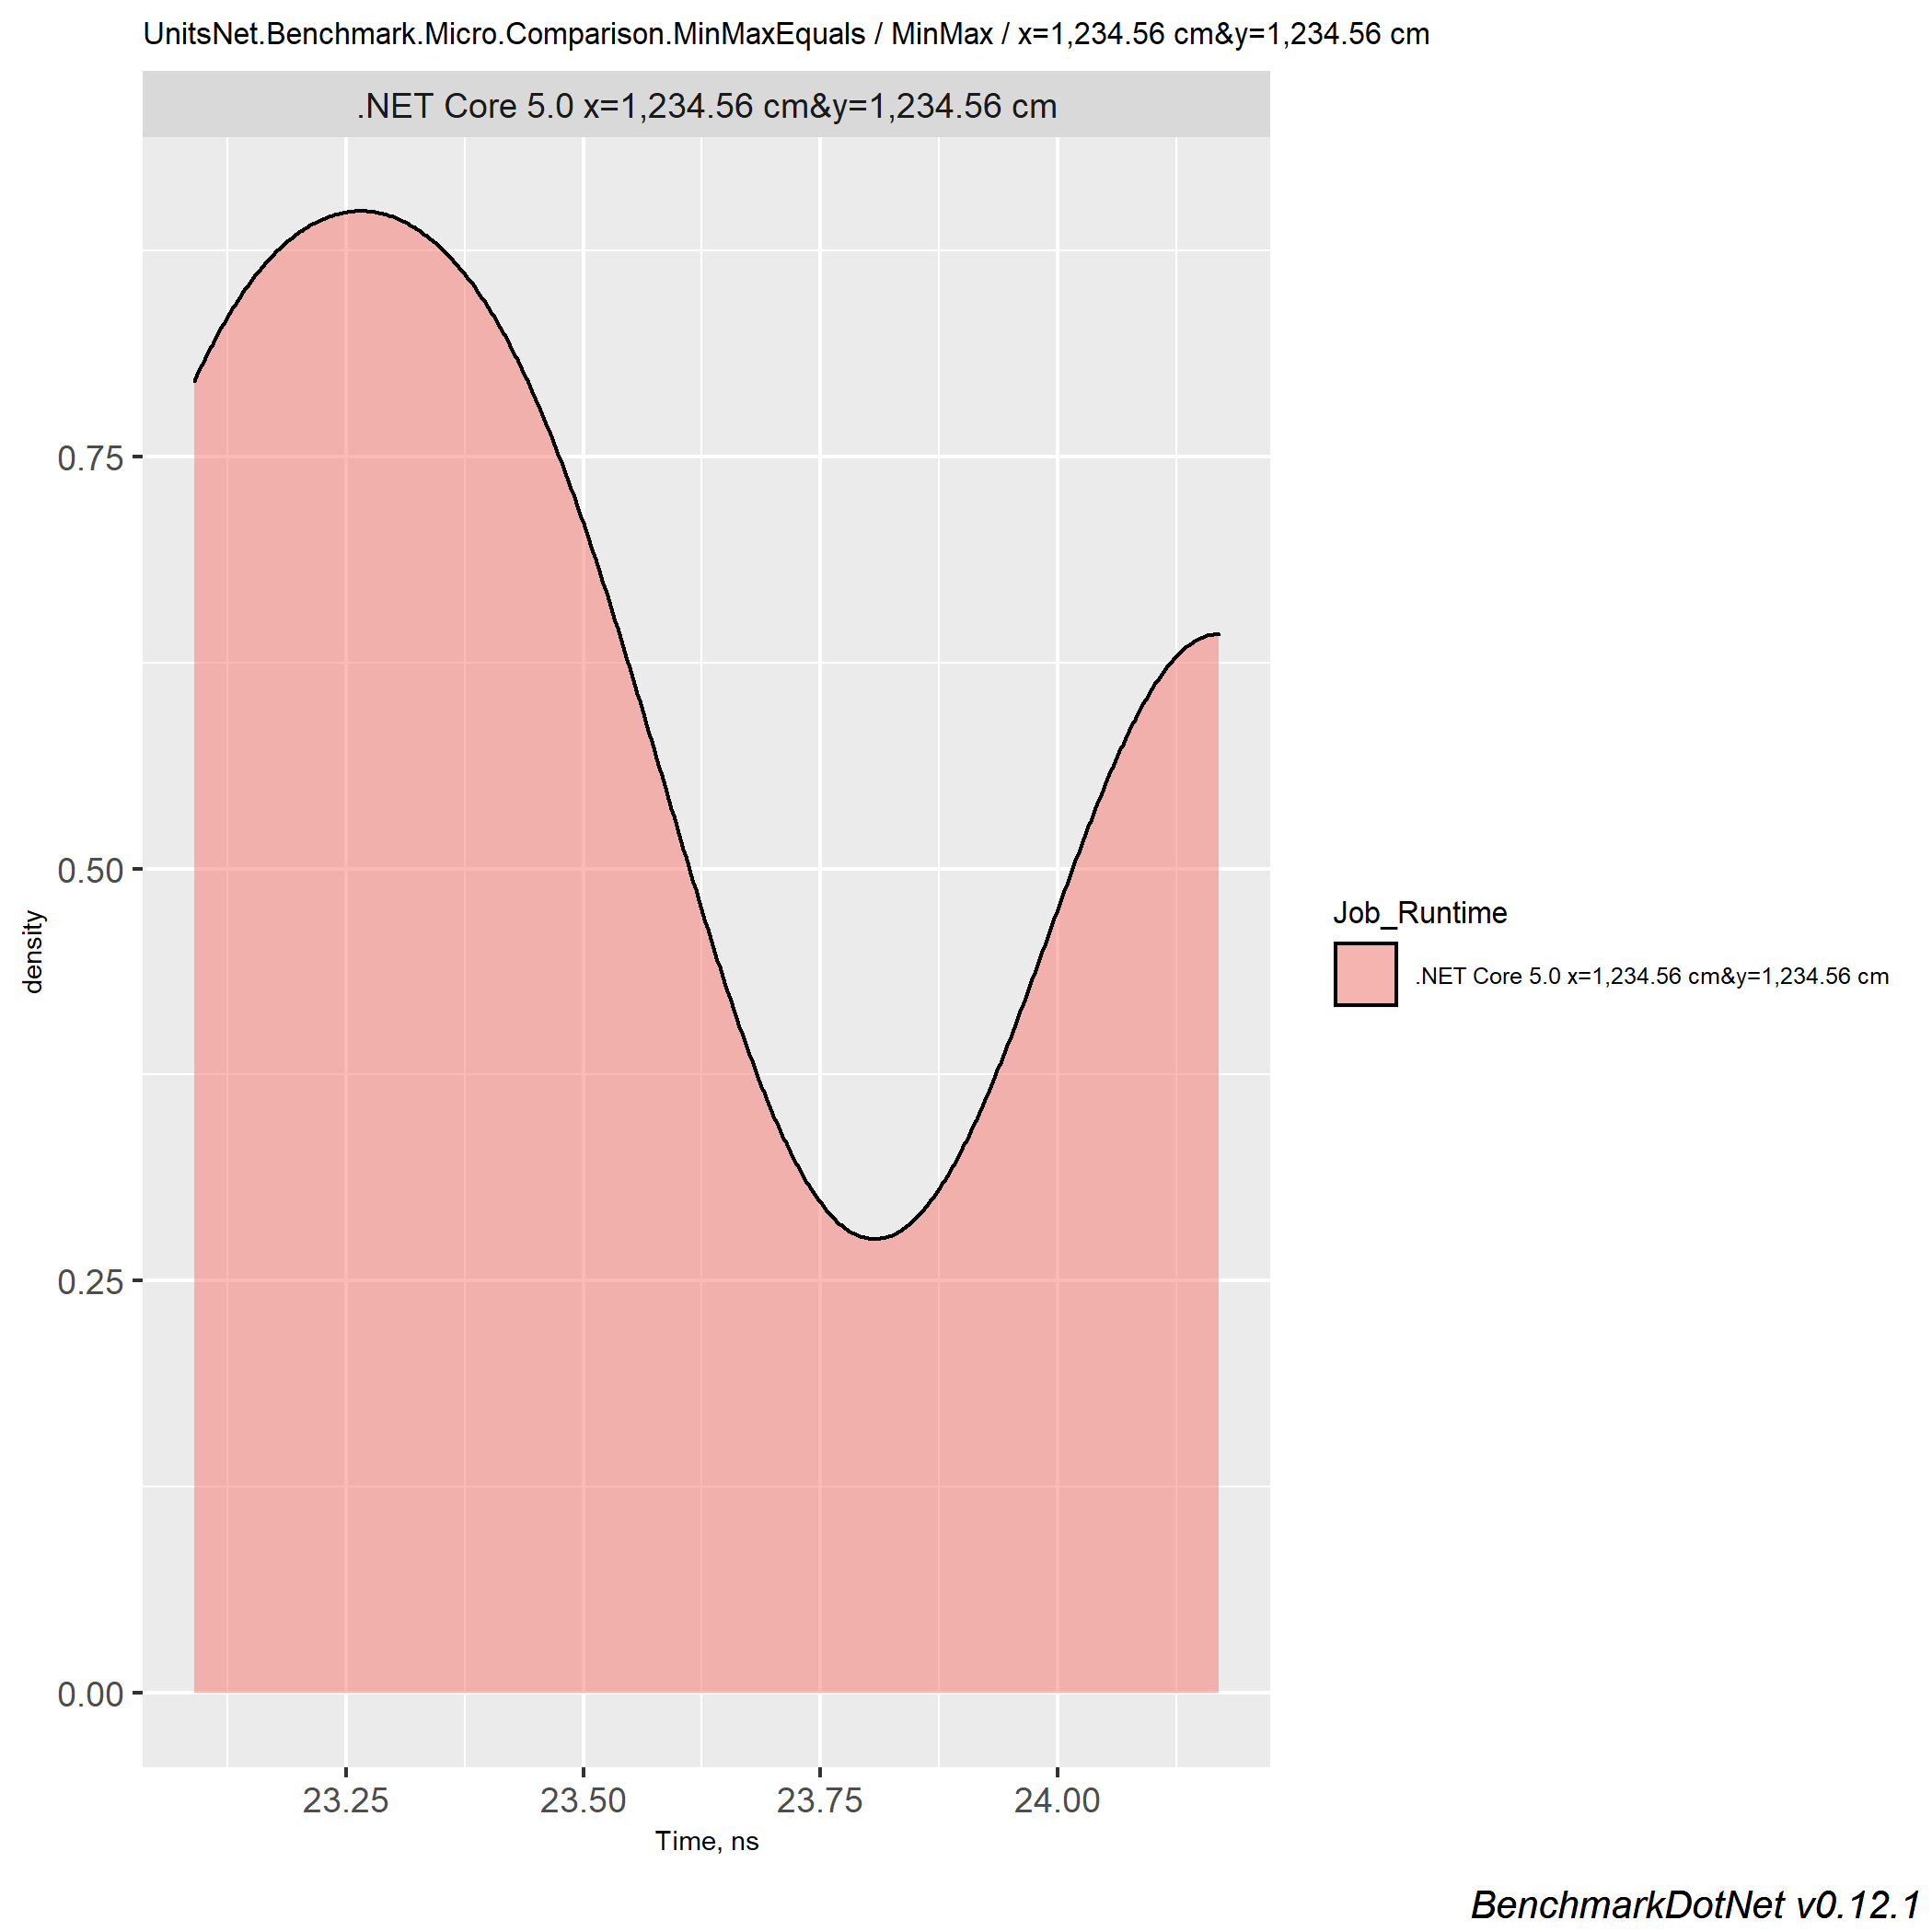 UnitsNet.Benchmark.Micro.Comparison.MinMaxEquals / MinMax / x=1,234.56 cm&y=1,234.56 cm
.NET Core 5.0 x=1,234.56 cm&y=1,234.56 cm
0.75
0.50
0.25
0.00
density
23.25 23.50 23.75 24.00
Time, ns
Job_Runtime
.NET Core 5.0 x=1,234.56 cm&y=1,234.56 cm
BenchmarkDotNet v0.12.1